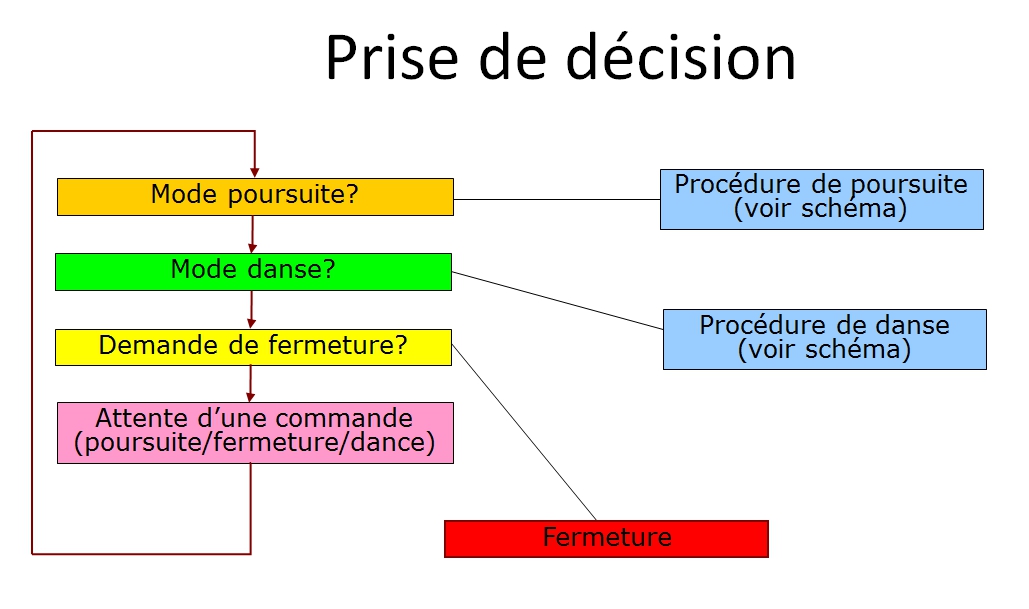 Prise de décision
Mode poursuite?
Procédure de poursuite
(voir schéma)
Mode danse?
Procédure de danse
(voir schéma)
Demande de fermeture?
Attente d’une commande
(poursuite/fermeture/dance)
Fermeture